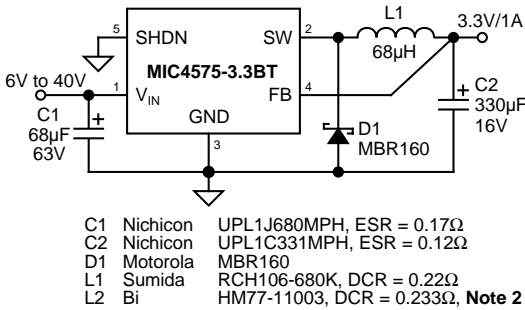 L1
3.3V/1A
5
SHDN
SW
2
68µH
MIC4575-3.3BT
6V to 40V
1
VIN
FB
4
C2
330µF
16V
C1
68µF
63V
GND
3
D1
MBR160
C1 Nichicon UPL1J680MPH, ESR = 0.17Ω
C2 Nichicon UPL1C331MPH, ESR = 0.12Ω
D1 Motorola MBR160
L1 Sumida RCH106-680K, DCR = 0.22Ω
L2 Bi HM77-11003, DCR = 0.233Ω, Note 2